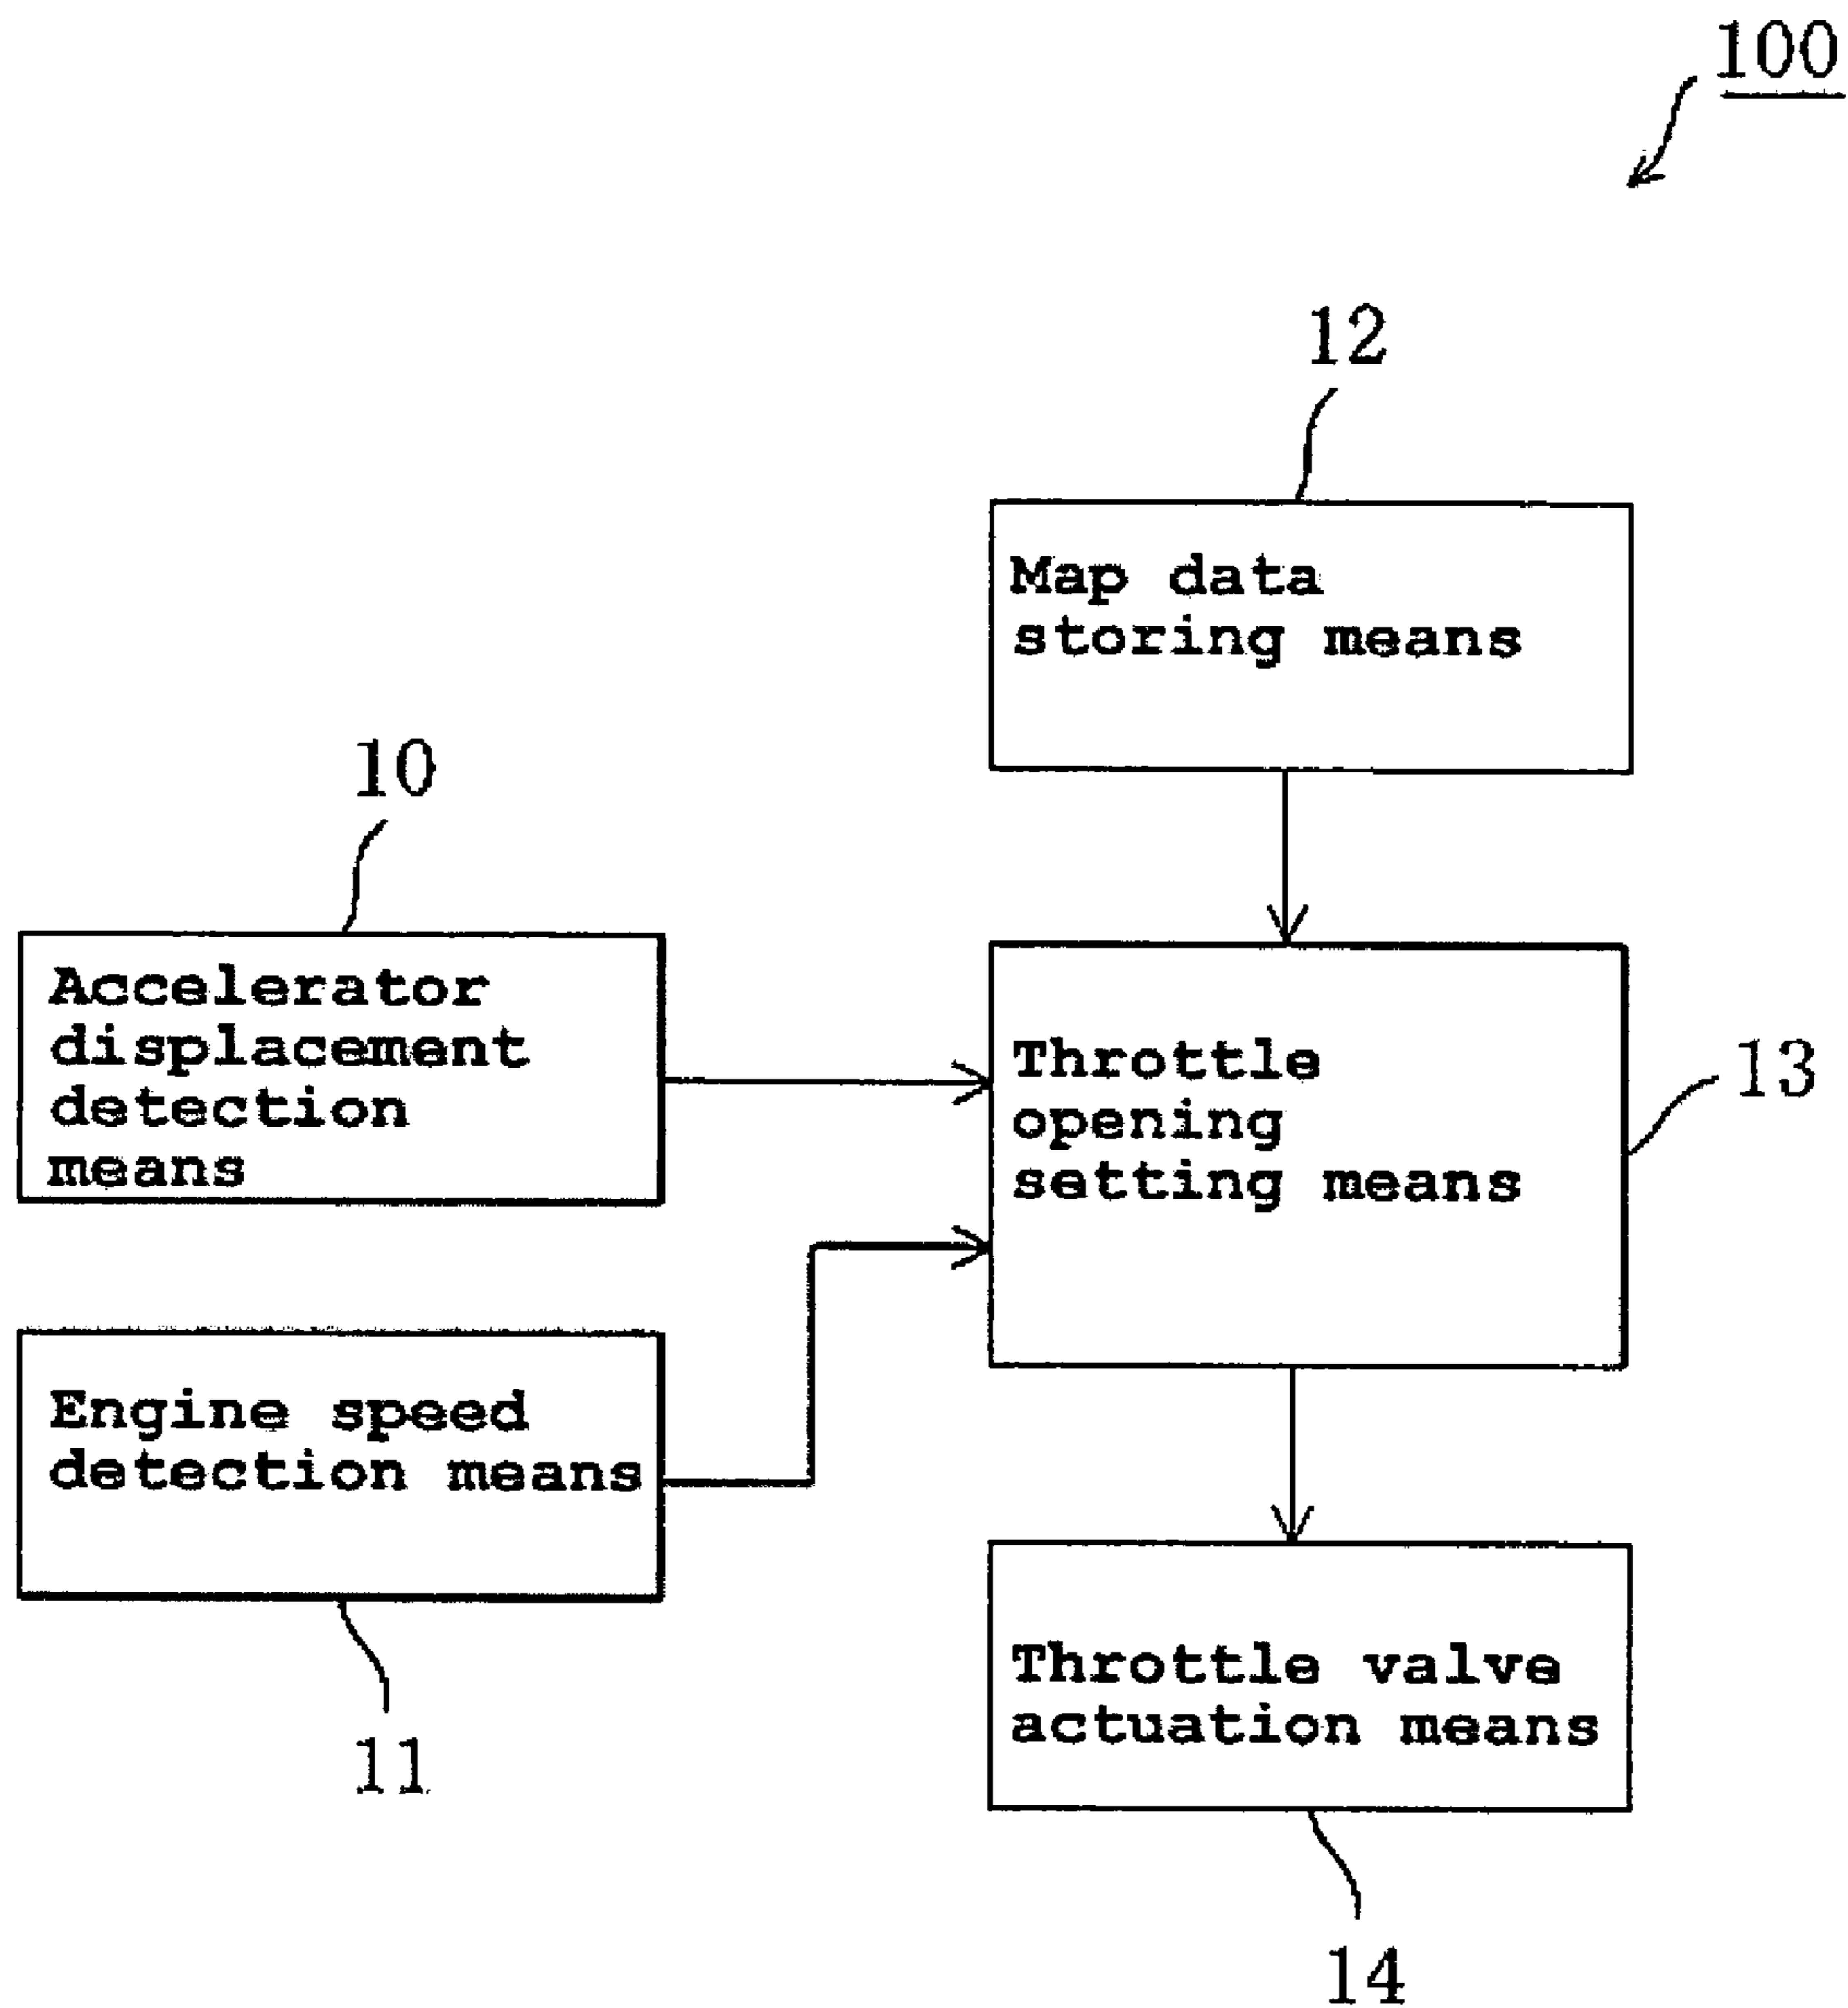 100
12
Map data
storing means
10
Accelerator
displacement
detection
means
Throttle
opening
setting means
13
Engine speed
detection means
11
Throttle valve
actuation means
14